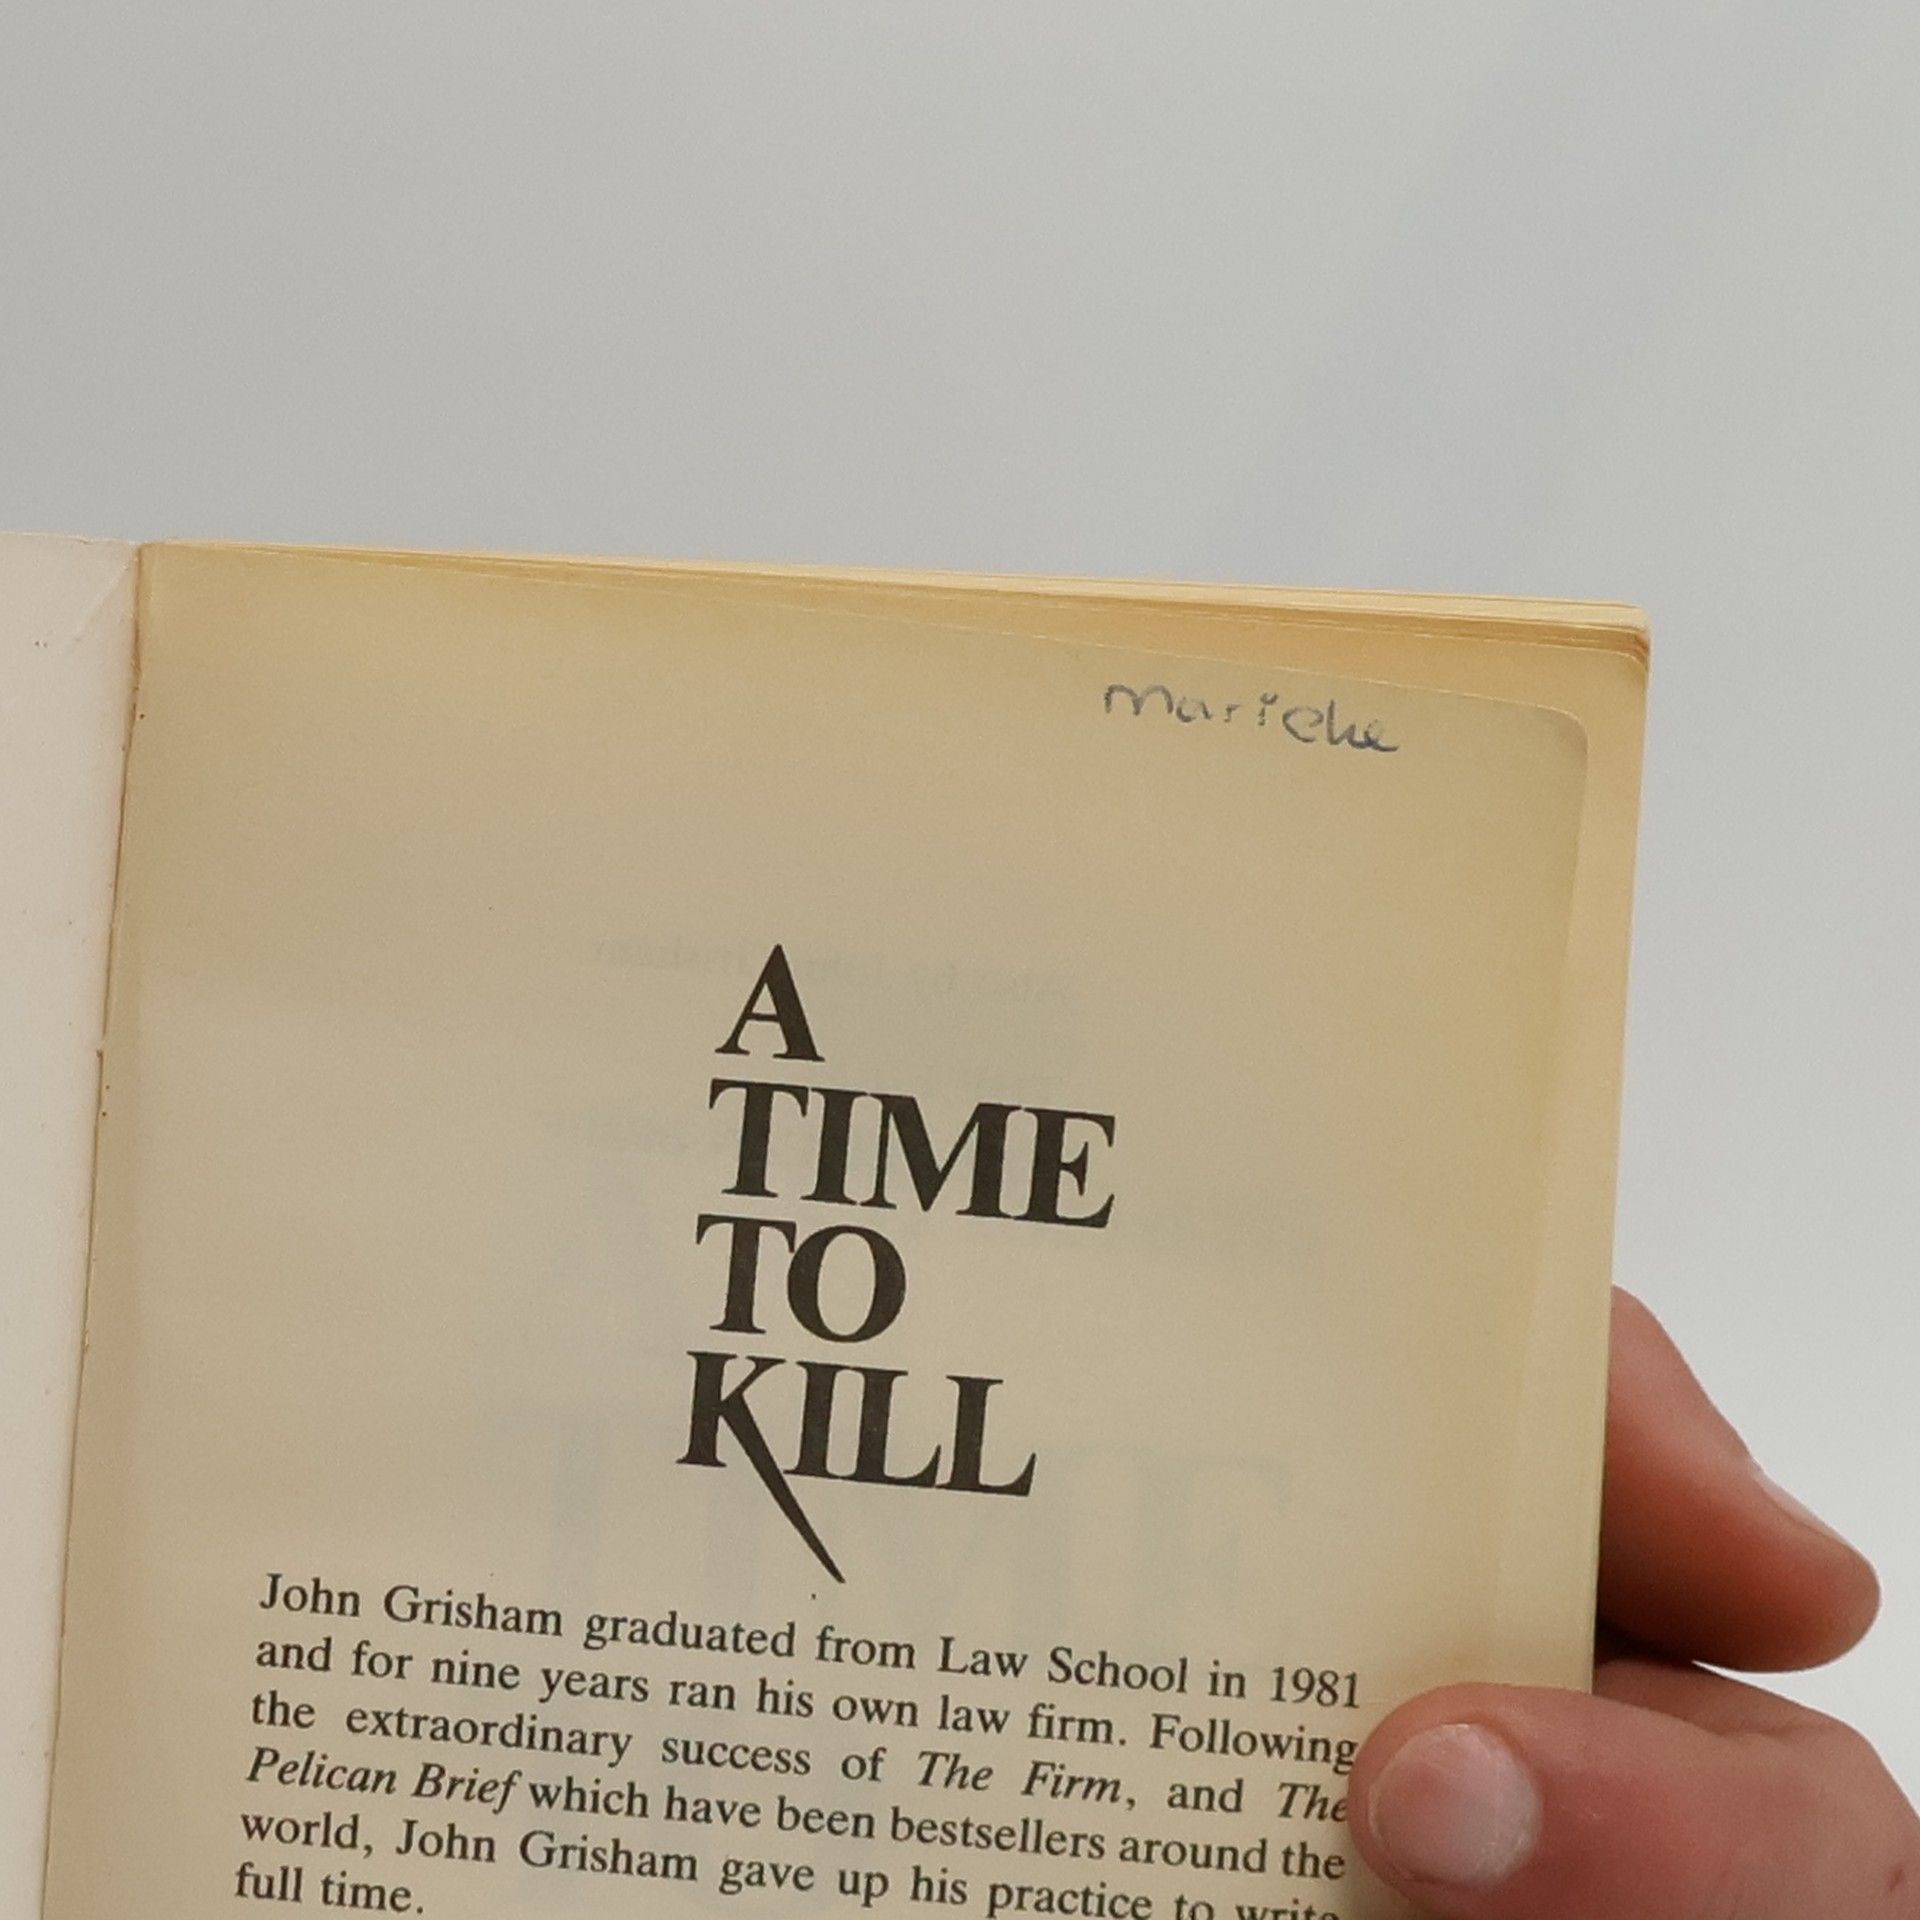 marieke
A
TIME
TO
KILL
John Grisham graduated from Law School in 1981
and for nine years ran his own law firm. Following
the extraordinary success of The Firm, and The
Pelican Brief which have been bestsellers around the
world, John Grisham gave up his practice to write
full time.